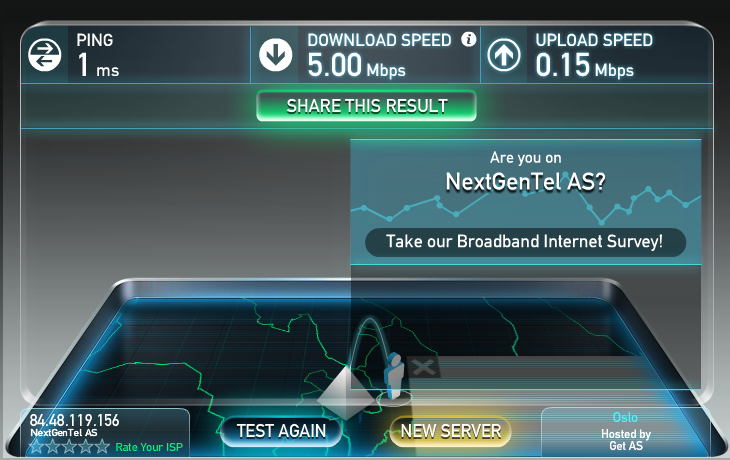 PING
1 ms
DOWNLOAD SPEED
5.00 Mbps
UPLOAD SPEED
0.15 Mbps
SHARE THIS RESULT
Are you on
NextGenTel AS?
Take our Broadband Internet Survey!
84.48.119.156
NextGenTel AS
Rate Your ISP
TEST AGAIN
NEW SERVER
Oslo
Hosted by
Get AS